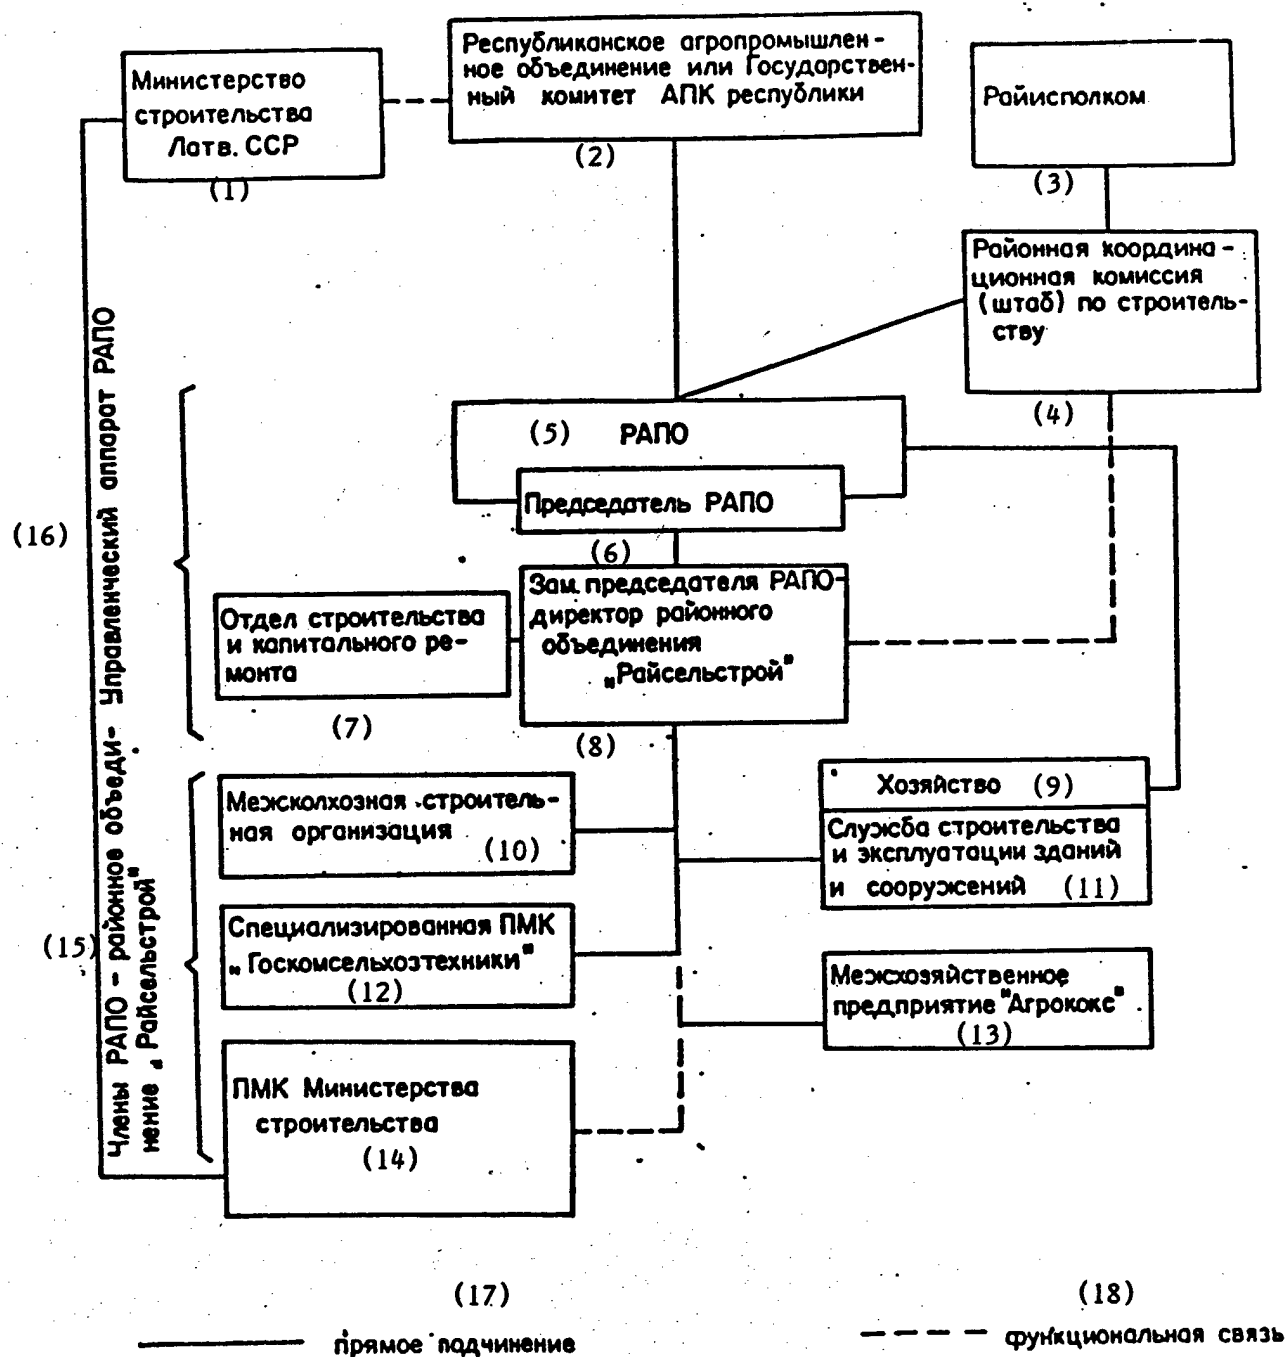 Министерство
строительства
Латв. ССР
(1)
Республиканское агропромышлен-
ное объединение или Государствен-
ный комитет АПК республики
(2)
Райисполком
(3)
Районная координа-
ционная комиссия
(штаб) по строитель-
ству
(4)
(5) РАПО
Председатель РАПО
(6)
(16)
Управленческий аппарат РАПО
Отдел строительства
и капитального ре-
монта
(7)
Зам. председателя РАПО-
директор районного
объединения
„Райсельстрой"
(8)
Межколхозная строитель-
ная организация
(10)
Хозяйство (9)
Служба строительства
и эксплуатации зданий
и сооружений (11)
(15)
Члены РАПО - районное объеди-
нение „Райсельстрой"
Специализированная ПМК
„Госкомсельхозтехники"
(12)
Межхозяйственное
предприятие "Агрококс"
(13)
ПМК Министерства
строительства
(14)
(17)
прямое подчинение
(18)
функциональная связь